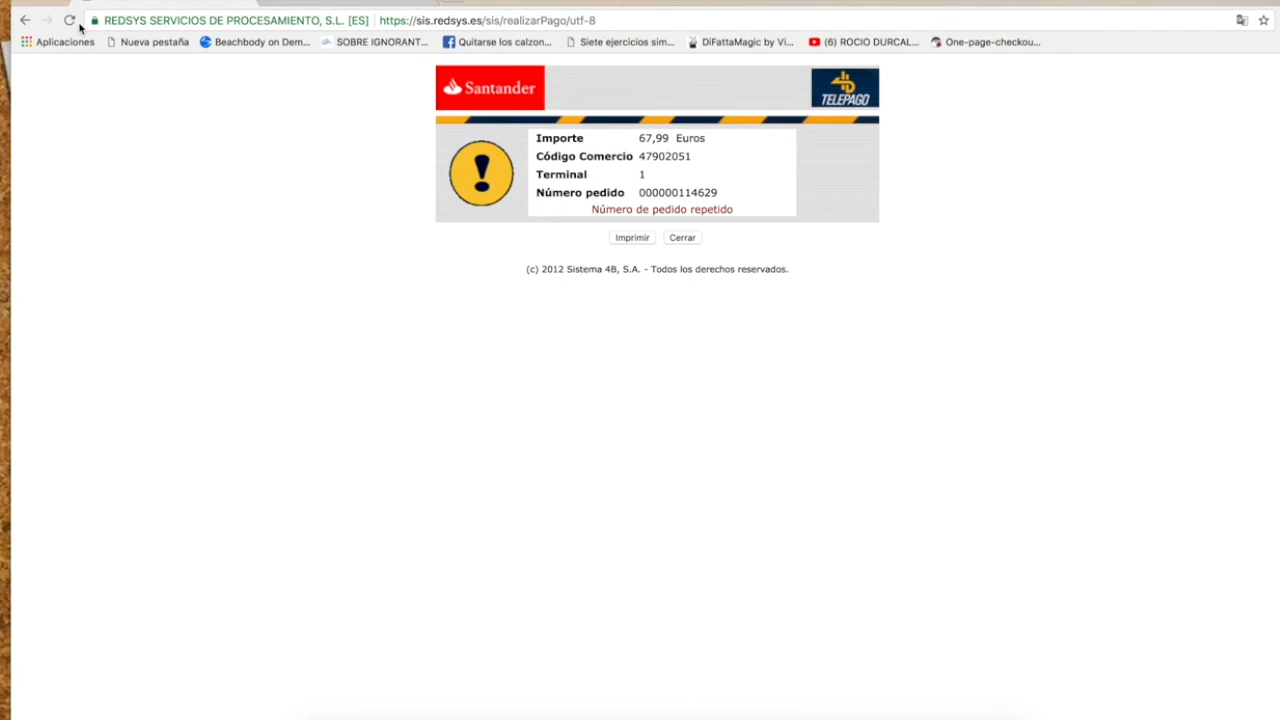 REDSYS SERVICIOS DE PROCESAMIENTO, S.L. [ES] https://sis.redsys.es/sis/realizarPago/utf-8
Aplicaciones Nueva pestaña Beachbody on Dem... SOBRE IGNORANT... Quitarse los calzon... Siete ejercicios sim... DiFattaMagic by Vi... (6) ROCIO DURCAL... One-page-checkou...
Santander
TELEPAGO
Importe 67,99 Euros
Código Comercio 47902051
Terminal 1
Número pedido 000000114629
Número de pedido repetido
Imprimir Cerrar
(c) 2012 Sistema 4B, S.A. - Todos los derechos reservados.